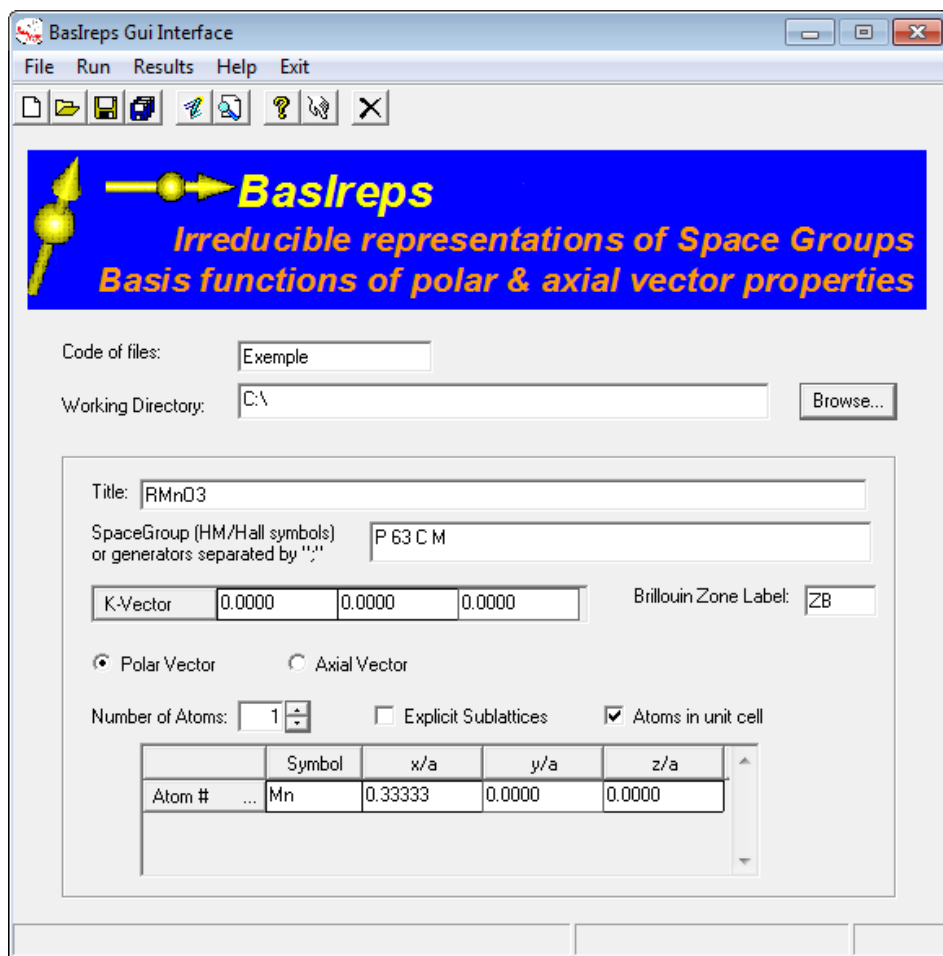 BasIreps Gui Interface
File Run Results Help Exit
BasIreps
Irreducible representations of Space Groups
Basis functions of polar & axial vector properties
Code of files: Exemple
Working Directory: C:\ Browse...
Title: RMnO3
SpaceGroup (HM/Hall symbols)
or generators separated by ";" P 63 C M
K-Vector 0.0000 0.0000 0.0000 Brillouin Zone Label: ZB
Polar Vector Axial Vector
Number of Atoms: 1 Explicit Sublattices Atoms in unit cell
Symbol x/a y/a z/a
Atom # ... Mn 0.33333 0.0000 0.0000